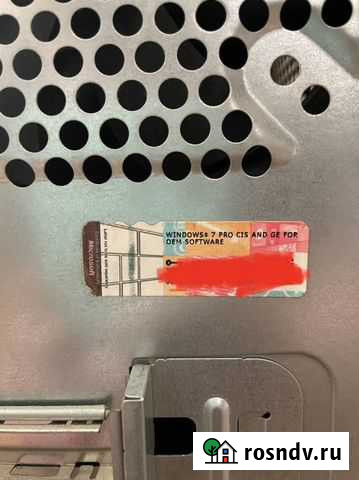 WINDOWS® 7 PRO CIS AND GE FOR
OEM SOFTWARE
Microsoft
rosndv.ru